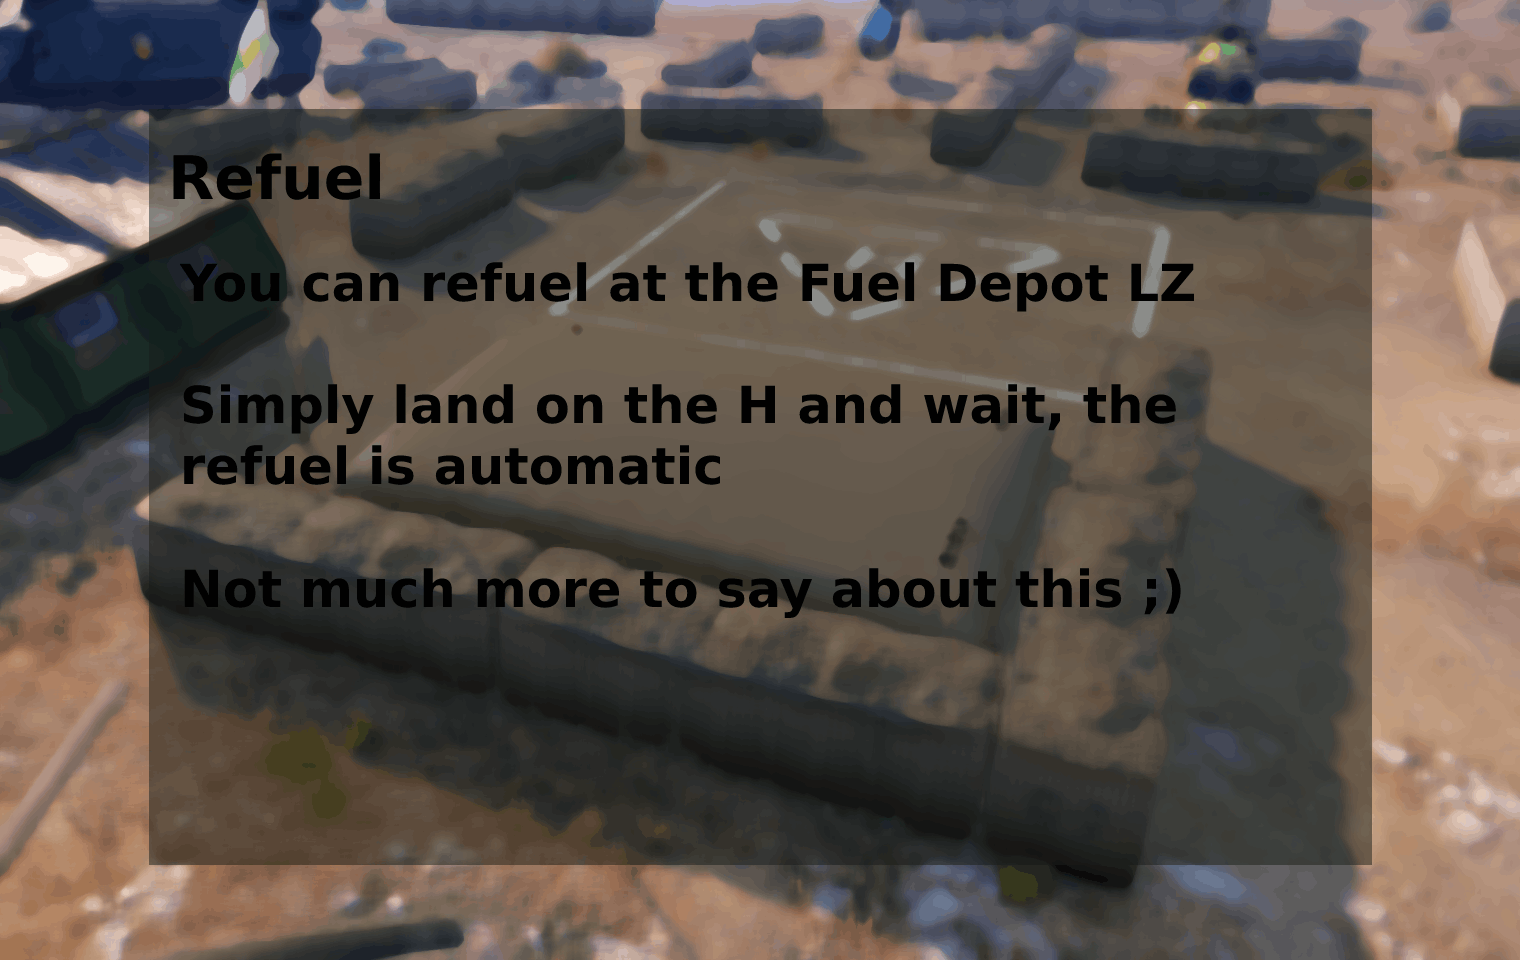 Refuel
You can refuel at the Fuel Depot LZ
Simply land on the H and wait, the
refuel is automatic
Not much more to say about this ;)